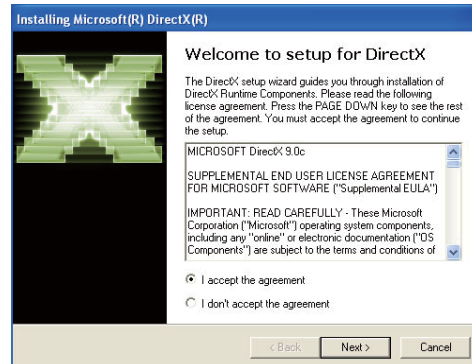 Installing Microsoft(R) DirectX(R)
Welcome to setup for DirectX
The DirectX setup wizard guides you through installation of
DirectX Runtime Components. Please read the following
license agreement. Press the PAGE DOWN key to see the rest
of the agreement. You must accept the agreement to continue
the setup.
MICROSOFT DirectX 9.0c
SUPPLEMENTAL END USER LICENSE AGREEMENT
FOR MICROSOFT SOFTWARE ("Supplemental EULA")
IMPORTANT: READ CAREFULLY - These Microsoft
Corporation ("Microsoft") operating system components,
including any "online" or electronic documentation ("OS
Components") are subject to the terms and conditions of
I accept the agreement
I don't accept the agreement
< Back Next > Cancel